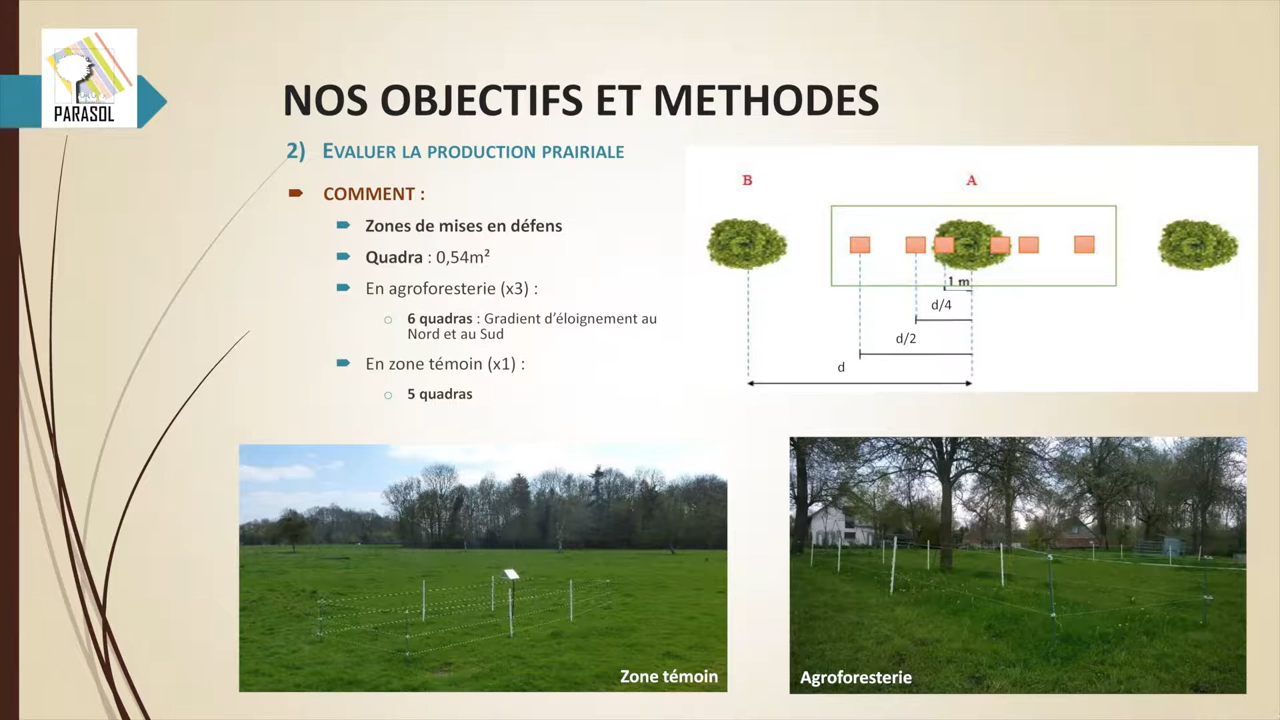 PARASOL
NOS OBJECTIFS ET METHODES
2) EVALUER LA PRODUCTION PRAIRIALE
COMMENT :
Zones de mises en défens
Quadra : 0,54m²
En agroforesterie (x3) :
6 quadras : Gradient d'éloignement au
Nord et au Sud
En zone témoin (x1) :
5 quadras
B
A
1 m
d/4
d/2
d
Zone témoin
Agroforesterie